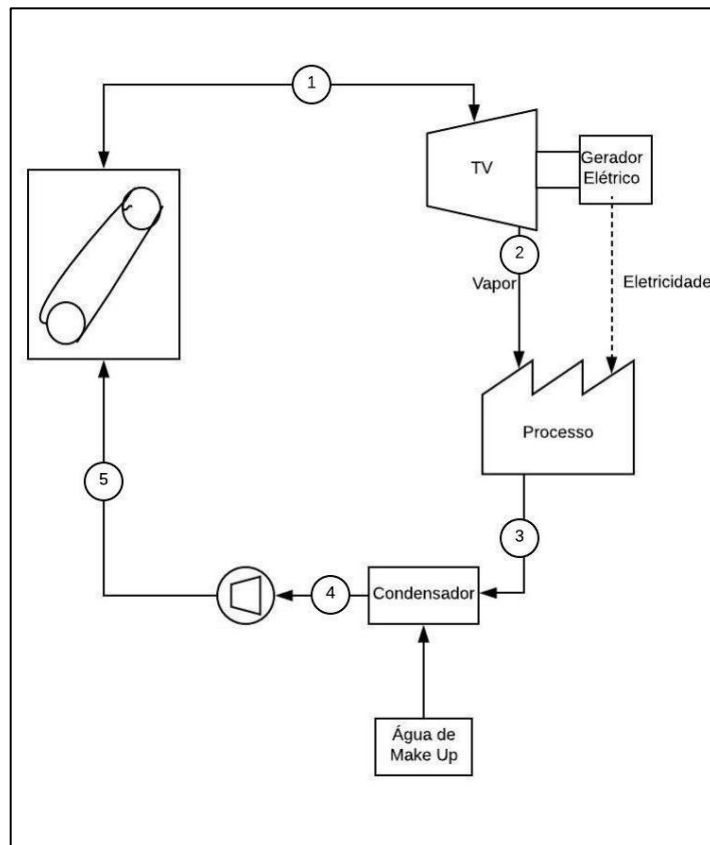 1
TV
Gerador
Elétrico
2
Vapor
Eletricidade
Processo
5
3
4
Condensador
Água de
Make Up